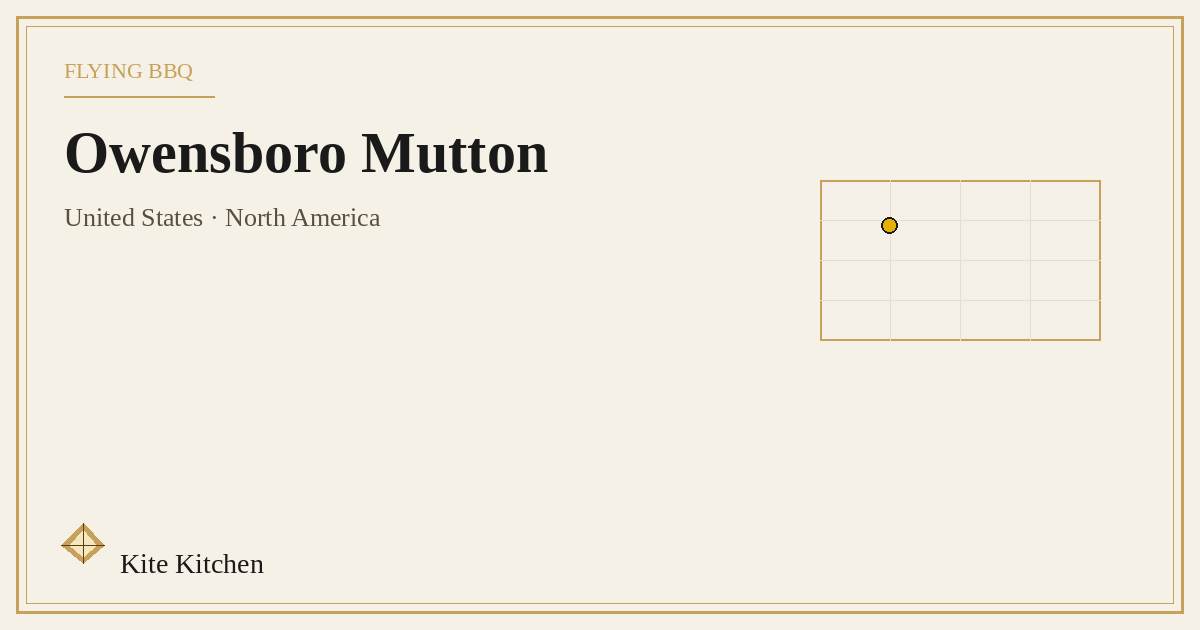 FLYING BBQ
Owensboro Mutton
United States · North America
Kite Kitchen